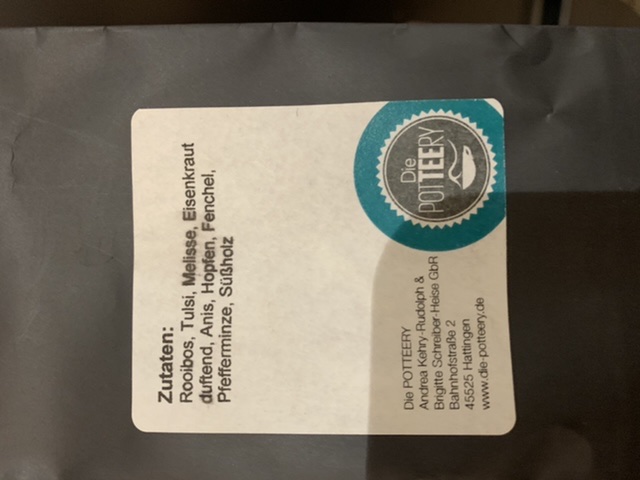 Zutaten:
Rooibos, Tulsi, Melisse, Eisenkraut
duftend, Anis, Hopfen, Fenchel,
Pfefferminze, Süßholz
Die
POTTEERY
Die POTTEERY
Andrea Kehry-Rudolph &
Brigitte Schreiber-Heise GbR
Bahnhofstraße 2
45525 Hattingen
www.die-potteery.de